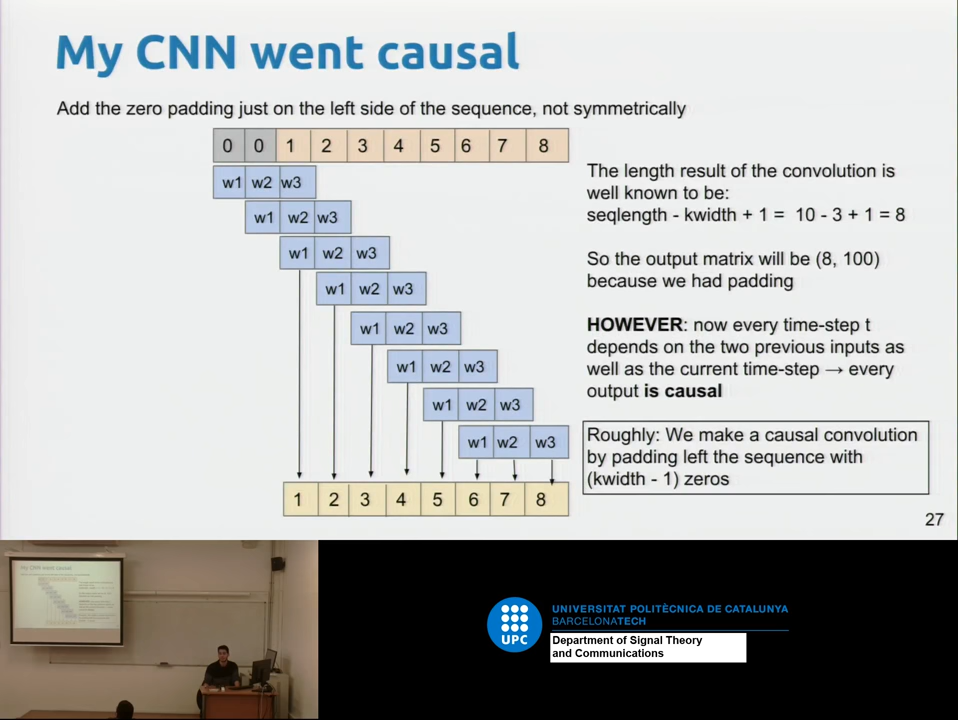 My CNN went causal
Add the zero padding just on the left side of the sequence, not symmetrically
0 0 1 2 3 4 5 6 7 8
w1 w2 w3
w1 w2 w3
w1 w2 w3
w1 w2 w3
w1 w2 w3
w1 w2 w3
w1 w2 w3
w1 w2 w3
1 2 3 4 5 6 7 8
The length result of the convolution is
well known to be:
seqlength - kwidth + 1 = 10 - 3 + 1 = 8
So the output matrix will be (8, 100)
because we had padding
HOWEVER: now every time-step t
depends on the two previous inputs as
well as the current time-step → every
output is causal
Roughly: We make a causal convolution
by padding left the sequence with
(kwidth - 1) zeros
27
My CNN went causal
UPC
UNIVERSITAT POLITÈCNICA DE CATALUNYA
BARCELONATECH
Department of Signal Theory
and Communications